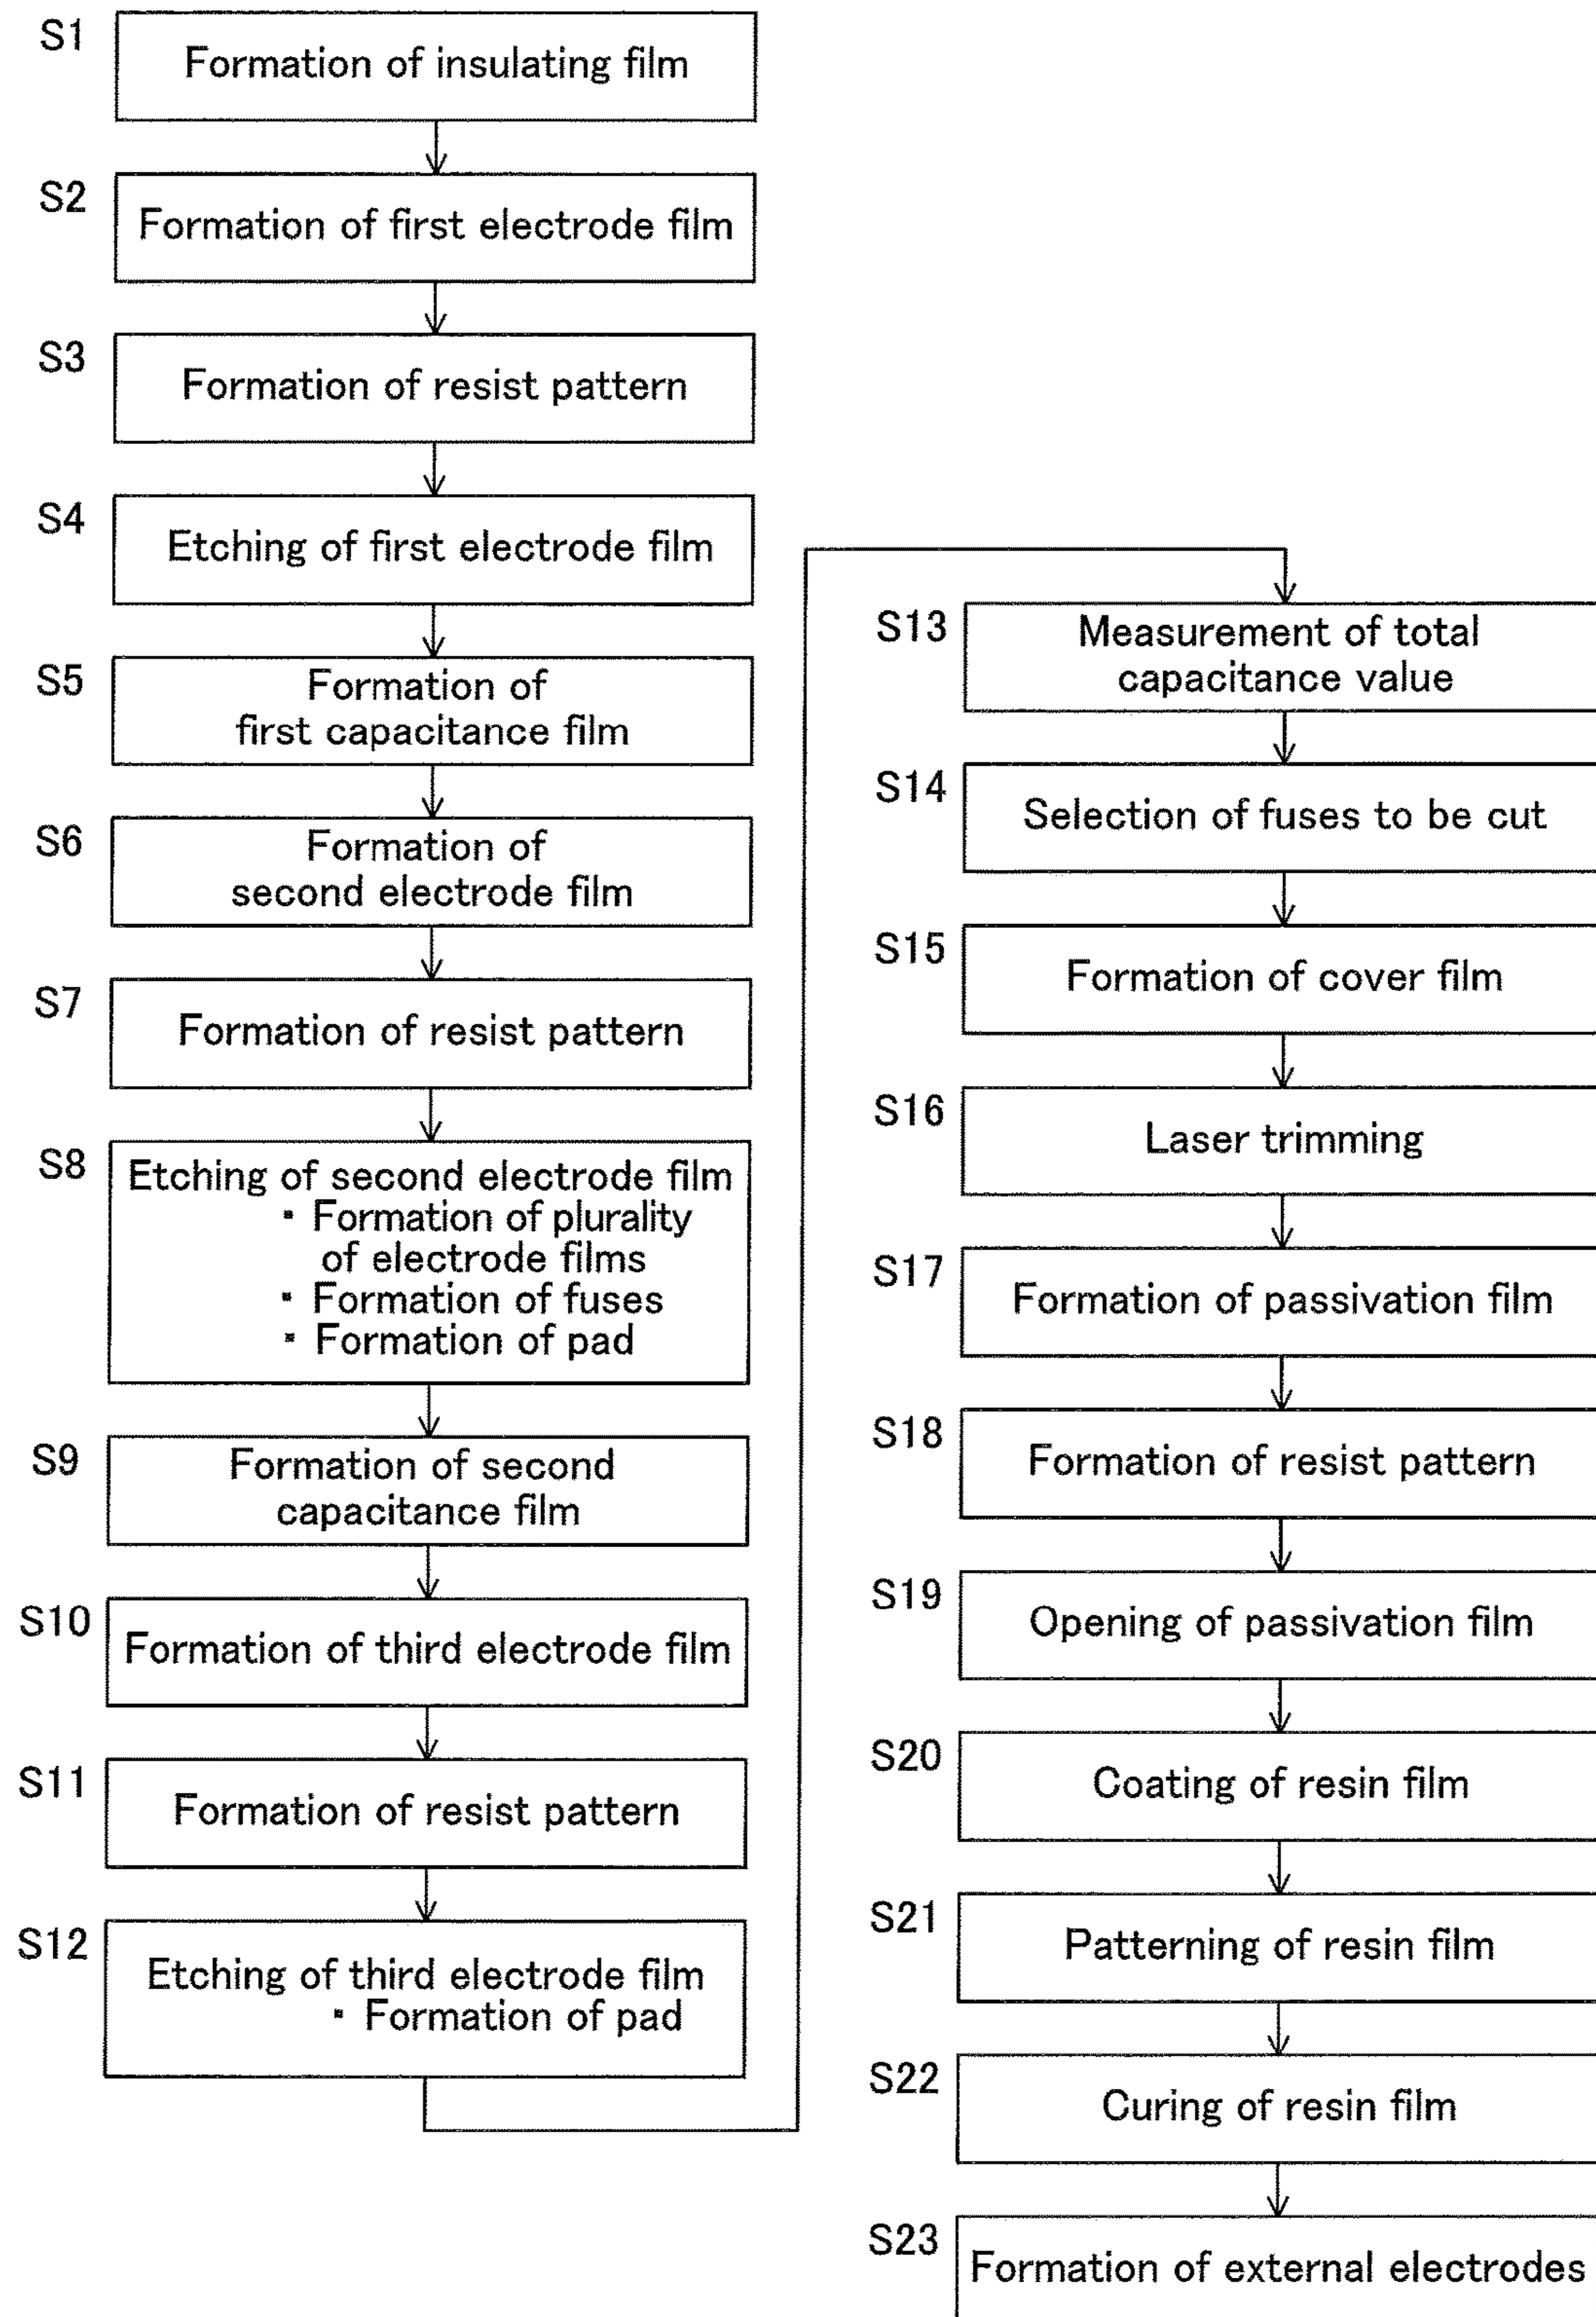 S1
Formation of insulating film
S2
Formation of first electrode film
S3
Formation of resist pattern
S4
Etching of first electrode film
S5
Formation of
first capacitance film
S6
Formation of
second electrode film
S7
Formation of resist pattern
S8
Etching of second electrode film
▪ Formation of plurality
of electrode films
▪ Formation of fuses
▪ Formation of pad
S9
Formation of second
capacitance film
S10
Formation of third electrode film
S11
Formation of resist pattern
S12
Etching of third electrode film
▪ Formation of pad
S13
Measurement of total
capacitance value
S14
Selection of fuses to be cut
S15
Formation of cover film
S16
Laser trimming
S17
Formation of passivation film
S18
Formation of resist pattern
S19
Opening of passivation film
S20
Coating of resin film
S21
Patterning of resin film
S22
Curing of resin film
S23
Formation of external electrodes